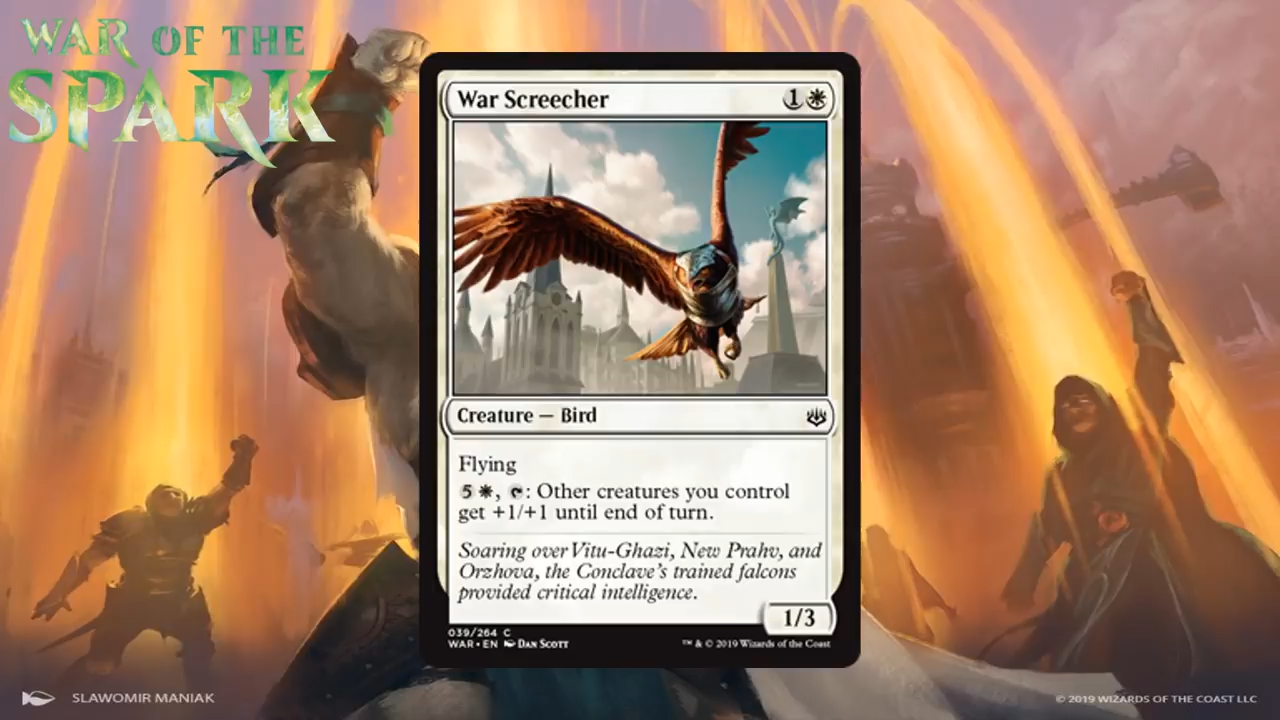 WAR OF THE
SPARK
War Screecher
1
Creature — Bird
Flying
5 , : Other creatures you control
get +1/+1 until end of turn.
Soaring over Vitu-Ghazi, New Prahv, and
Orzhova, the Conclave's trained falcons
provided critical intelligence.
1/3
039/264 C
WAR • EN DAN SCOTT
™ & © 2019 Wizards of the Coast
SLAWOMIR MANIAK
© 2019 WIZARDS OF THE COAST LLC